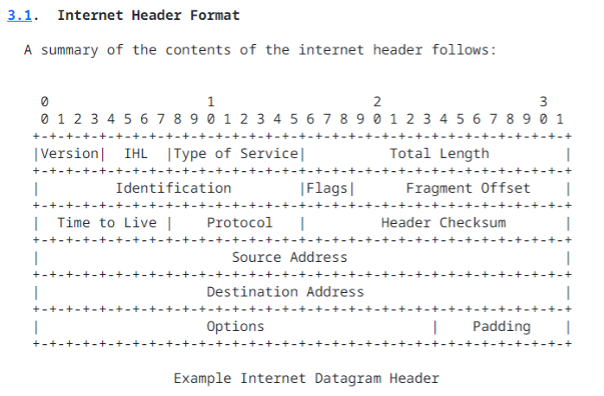 3.1.  Internet Header Format
A summary of the contents of the internet header follows:
 0                   1                   2                   3
 0 1 2 3 4 5 6 7 8 9 0 1 2 3 4 5 6 7 8 9 0 1 2 3 4 5 6 7 8 9 0 1
+-+-+-+-+-+-+-+-+-+-+-+-+-+-+-+-+-+-+-+-+-+-+-+-+-+-+-+-+-+-+-+-+
|Version|  IHL  |Type of Service|          Total Length         |
+-+-+-+-+-+-+-+-+-+-+-+-+-+-+-+-+-+-+-+-+-+-+-+-+-+-+-+-+-+-+-+-+
|         Identification        |Flags|      Fragment Offset    |
+-+-+-+-+-+-+-+-+-+-+-+-+-+-+-+-+-+-+-+-+-+-+-+-+-+-+-+-+-+-+-+-+
|  Time to Live |    Protocol   |         Header Checksum       |
+-+-+-+-+-+-+-+-+-+-+-+-+-+-+-+-+-+-+-+-+-+-+-+-+-+-+-+-+-+-+-+-+
|                       Source Address                          |
+-+-+-+-+-+-+-+-+-+-+-+-+-+-+-+-+-+-+-+-+-+-+-+-+-+-+-+-+-+-+-+-+
|                    Destination Address                        |
+-+-+-+-+-+-+-+-+-+-+-+-+-+-+-+-+-+-+-+-+-+-+-+-+-+-+-+-+-+-+-+-+
|                    Options                    |    Padding    |
+-+-+-+-+-+-+-+-+-+-+-+-+-+-+-+-+-+-+-+-+-+-+-+-+-+-+-+-+-+-+-+-+
Example Internet Datagram Header